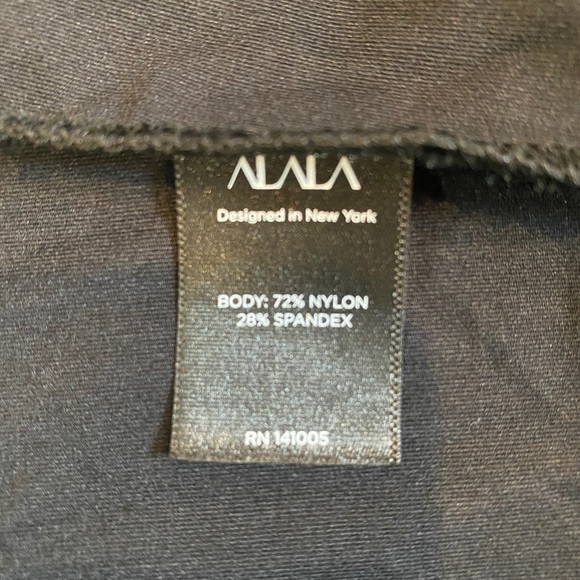 ALALA
Designed in New York
BODY: 72% NYLON
28% SPANDEX
RN 141005